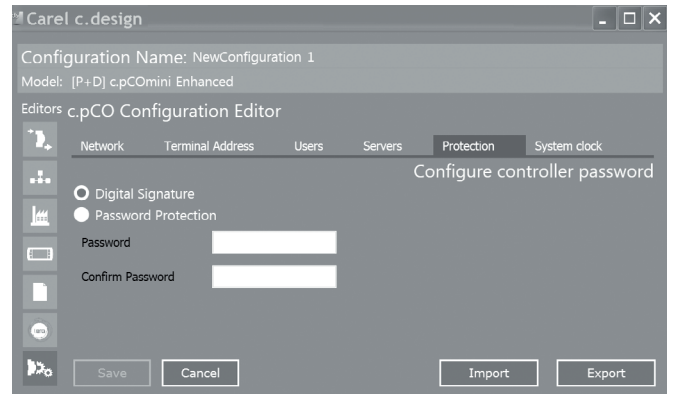 Carel c.design
Configuration Name: NewConfiguration 1
Model: [P+D] c.pCOmini Enhanced
Editors c.pCO Configuration Editor
Network Terminal Address Users Servers Protection System clock
Configure controller password
Digital Signature
Password Protection
Password
Confirm Password
Save Cancel Import Export